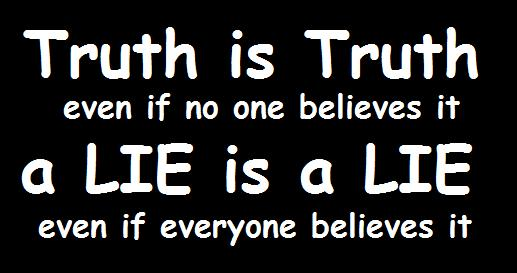 Truth is Truth
even if no one believes it
a LIE is a LIE
even if everyone believes it